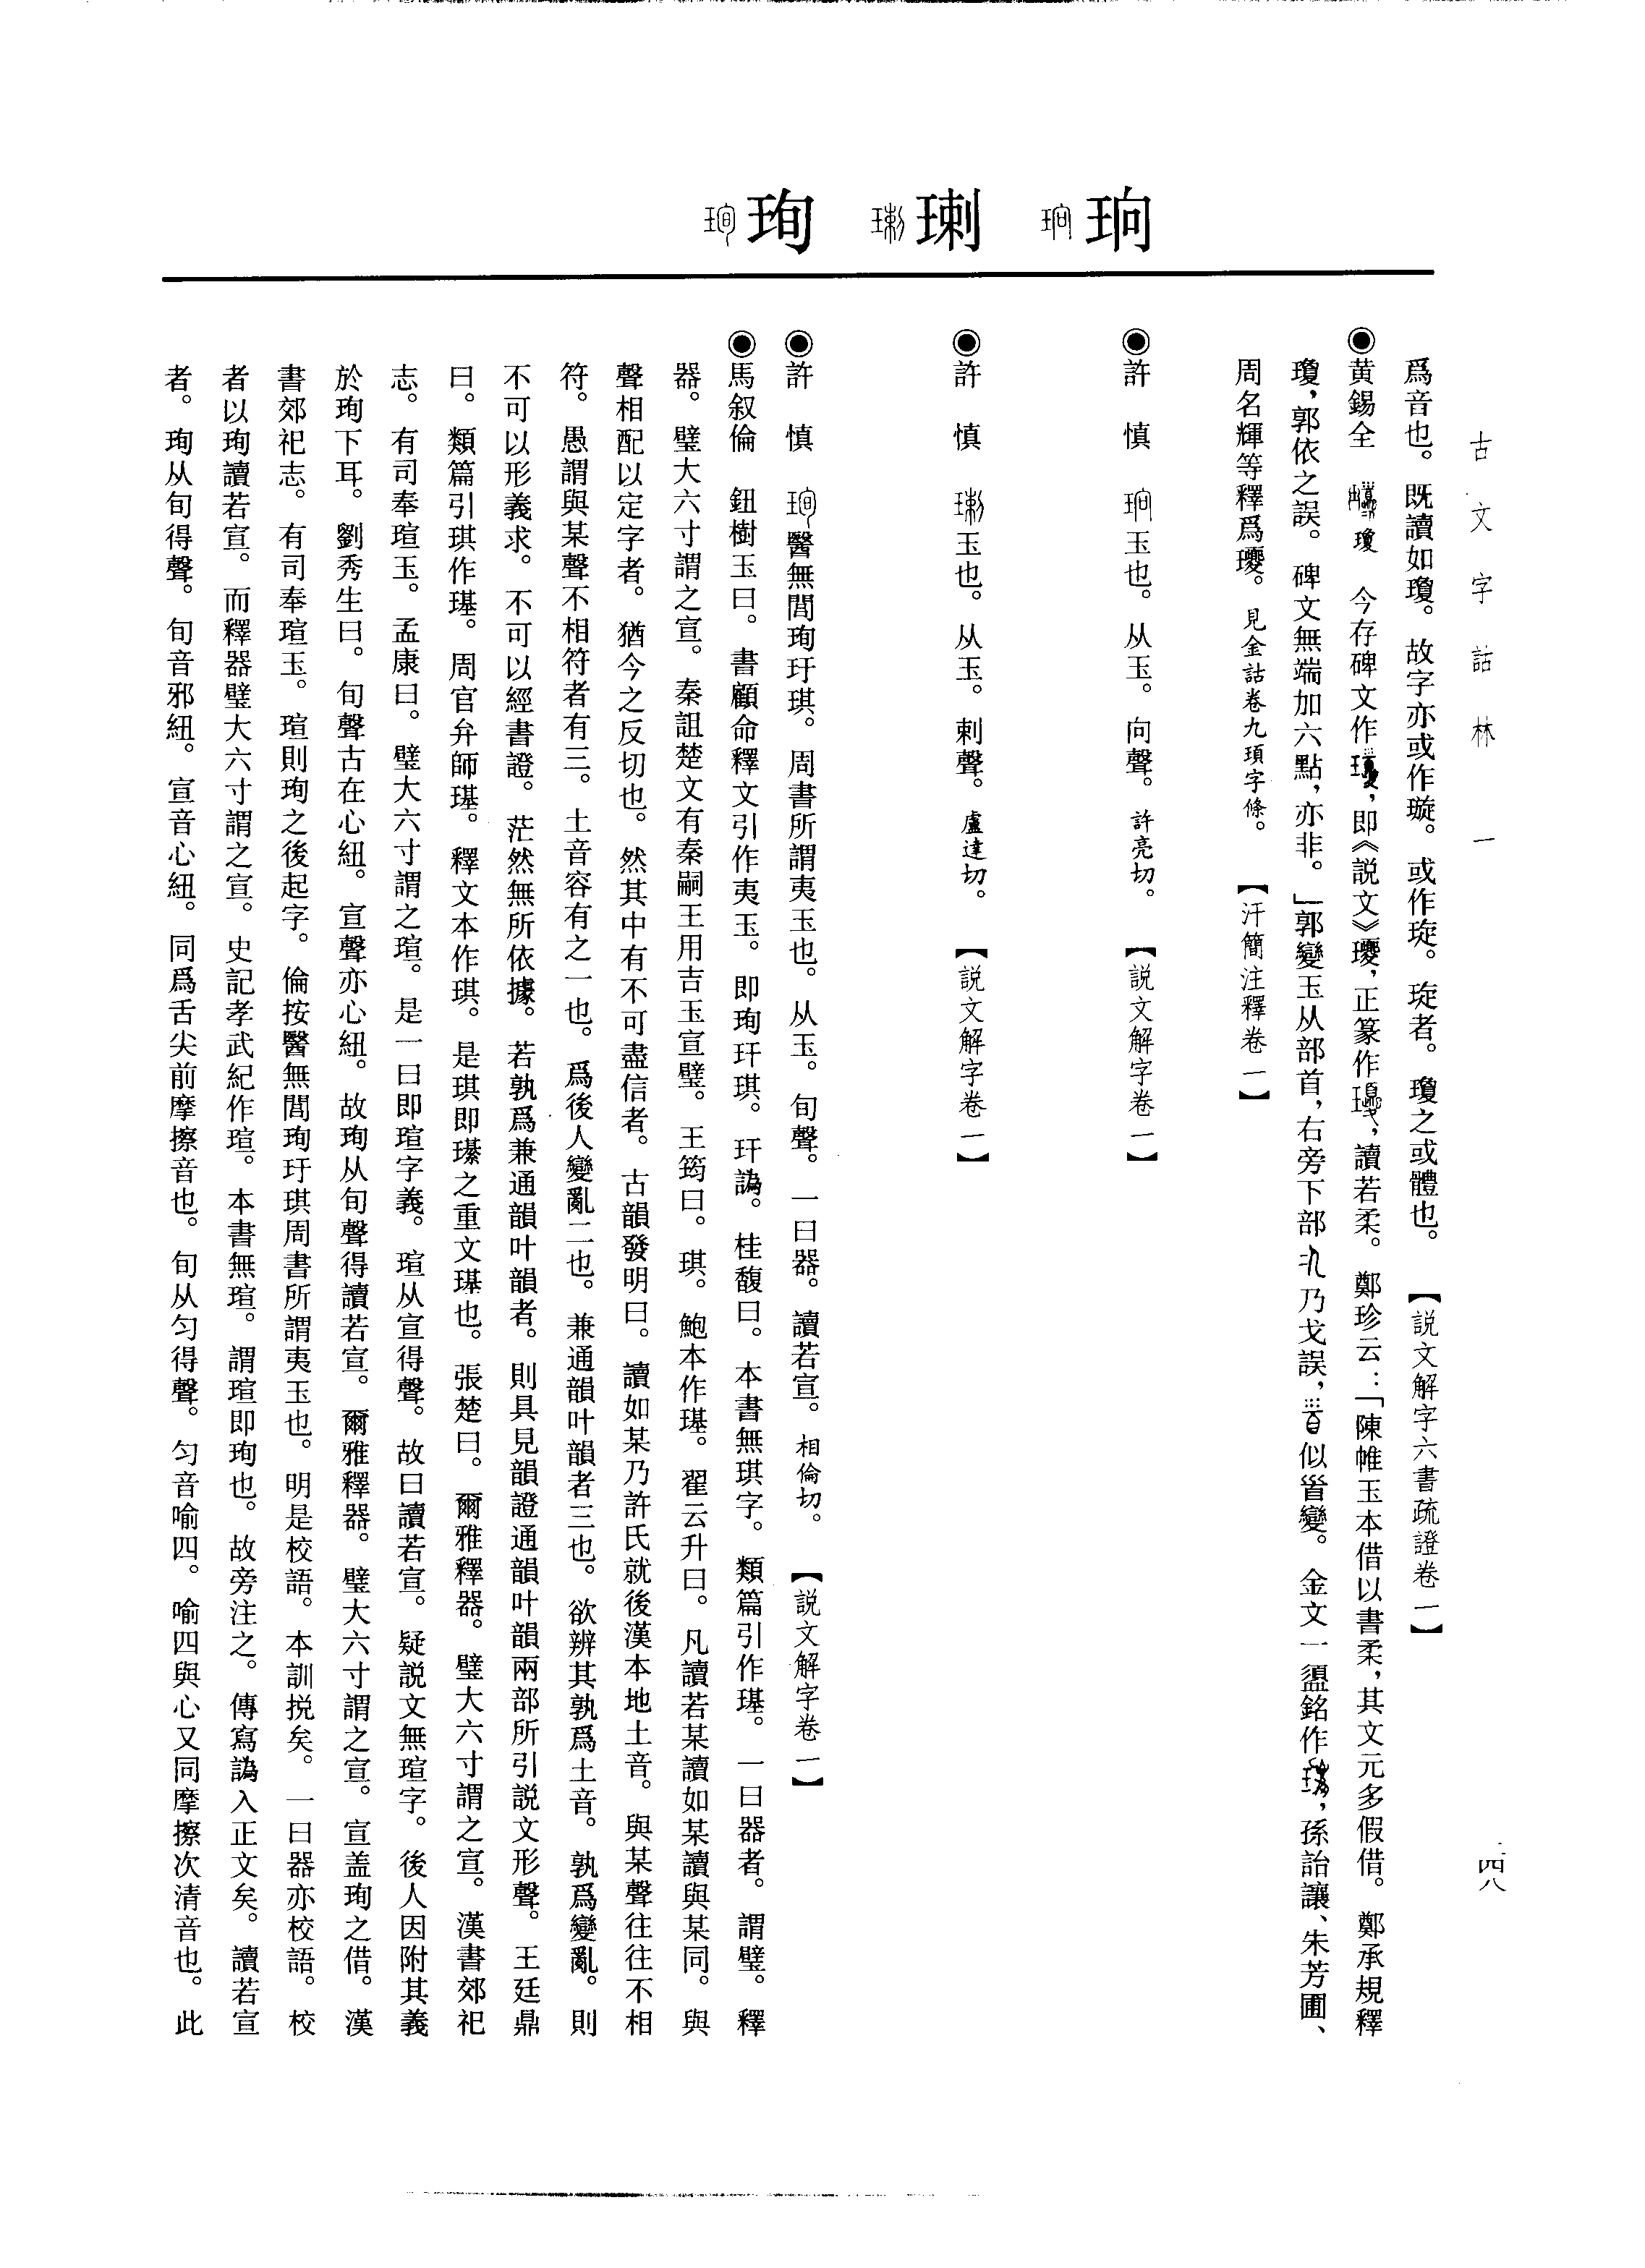 古文字詁林 一
四八
珦 瓎 珣
爲音也。既讀如瓊。故字亦或作璇。或作琁。琁者。瓊之或體也。 【説文解字六書疏證卷一】
●黄錫全 瓊 今存碑文作,即《説文》瓇,正篆作,讀若柔。鄭珍云:「陳帷玉本借以書柔,其文元多假借。鄭承規釋
瓊,郭依之誤。碑文無端加六點,亦非。」郭變玉从部首,右旁下部乃戈誤,似䭫變。金文一盨銘作,孫詒讓、朱芳圃、
周名輝等釋爲瓇。見金詁卷九頊字條。 【汗簡注釋卷一】
●許 慎 珦玉也。从玉。向聲。許亮切。 【説文解字卷一】
●許 慎 瓎玉也。从玉。剌聲。盧達切。 【説文解字卷一】
●許 慎 珣醫無閭珣玗琪。周書所謂夷玉也。从玉。旬聲。一曰器。讀若宣。相倫切。 【説文解字卷一】
●馬叙倫 鈕樹玉曰。書顧命釋文引作夷玉。即珣玕琪。玕譌。桂馥曰。本書無琪字。類篇引作璂。一曰器者。謂璧。釋
器。璧大六寸謂之宣。秦詛楚文有秦嗣王用吉玉宣璧。王筠曰。琪。鮑本作璂。翟云升曰。凡讀若某讀如某讀與某同。與
聲相配以定字者。猶今之反切也。然其中有不可盡信者。古韻發明曰。讀如某乃許氏就後漢本地土音。與某聲往往不相
符。愚謂與某聲不相符者有三。土音容有之一也。爲後人變亂二也。兼通韻叶韻者三也。欲辨其孰爲土音。孰爲變亂。則
不可以形義求。不可以經書證。茫然無所依據。若孰爲兼通韻叶韻者。則具見韻證通韻叶韻兩部所引説文形聲。王廷鼎
曰。類篇引琪作璂。周官弁師璂。釋文本作琪。是琪即瑧之重文璂也。張楚曰。爾雅釋器。璧大六寸謂之宣。漢書郊祀
志。有司奉瑄玉。孟康曰。璧大六寸謂之瑄。是一曰即瑄字義。瑄从宣得聲。故曰讀若宣。疑説文無瑄字。後人因附其義
於珣下耳。劉秀生曰。旬聲古在心紐。宣聲亦心紐。故珣从旬聲得讀若宣。爾雅釋器。璧大六寸謂之宣。宣盖珣之借。漢
書郊祀志。有司奉瑄玉。瑄則珣之後起字。倫按醫無閭珣玗琪周書所謂夷玉也。明是校語。本訓挩矣。一曰器亦校語。校
者以珣讀若宣。而釋器璧大六寸謂之宣。史記孝武紀作瑄。本書無瑄。謂瑄即珣也。故旁注之。傳寫譌入正文矣。讀若宣
者。珣从旬得聲。旬音邪紐。宣音心紐。同爲舌尖前摩擦音也。旬从匀得聲。匀音喻四。喻四與心又同摩擦次清音也。此